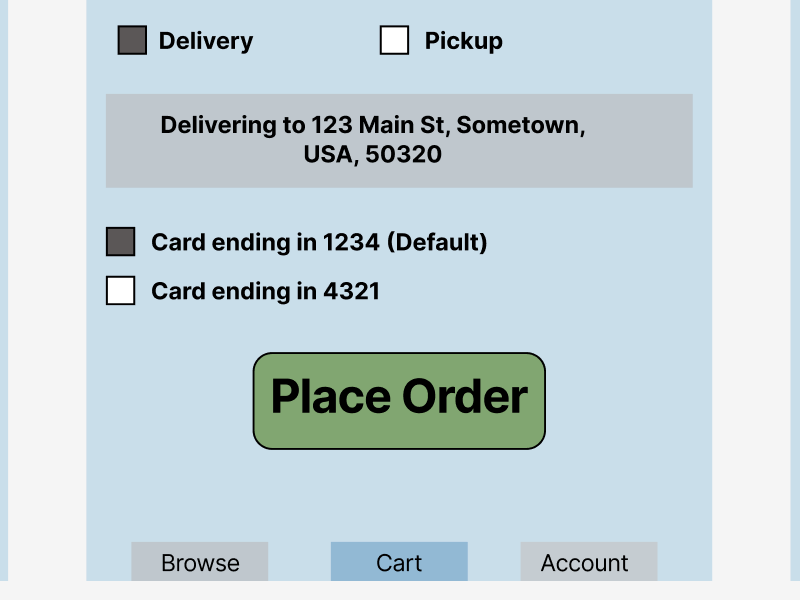 Delivery Pickup
Delivering to 123 Main St, Sometown,
USA, 50320
Card ending in 1234 (Default)
Card ending in 4321
Place Order
Browse Cart Account